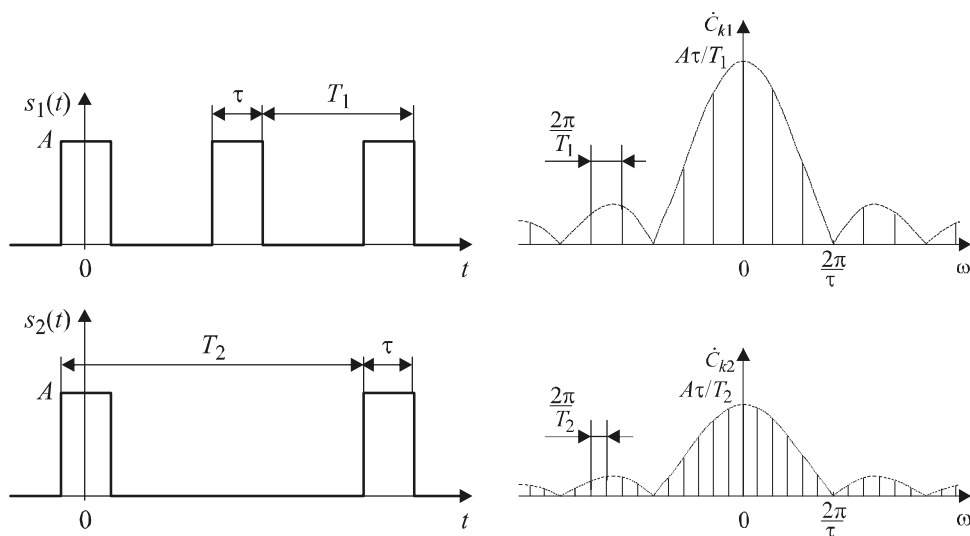 s₁(t)
A
τ
T₁
0
t
Ċₖ₁
Aτ/T₁
2π
T₁
0
2π
τ
ω
s₂(t)
A
T₂
τ
0
t
Ċₖ₂
Aτ/T₂
2π
T₂
0
2π
τ
ω